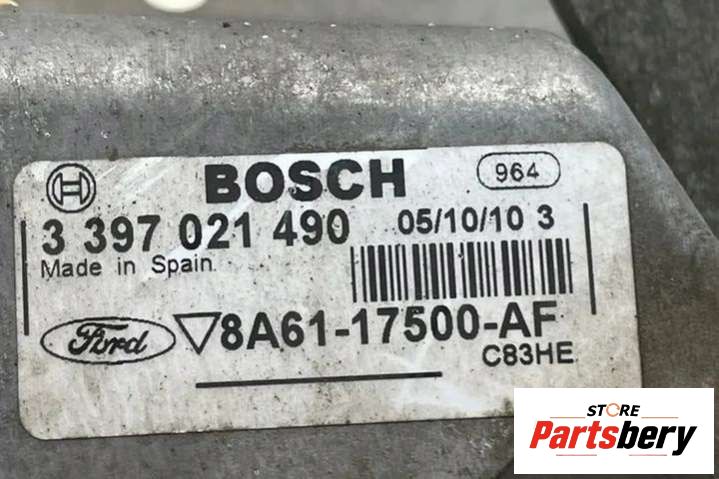 BOSCH 964
3 397 021 490 05/10/10 3
Made in Spain
Ford 8A61-17500-AF
C83HE
STORE
Partsbery